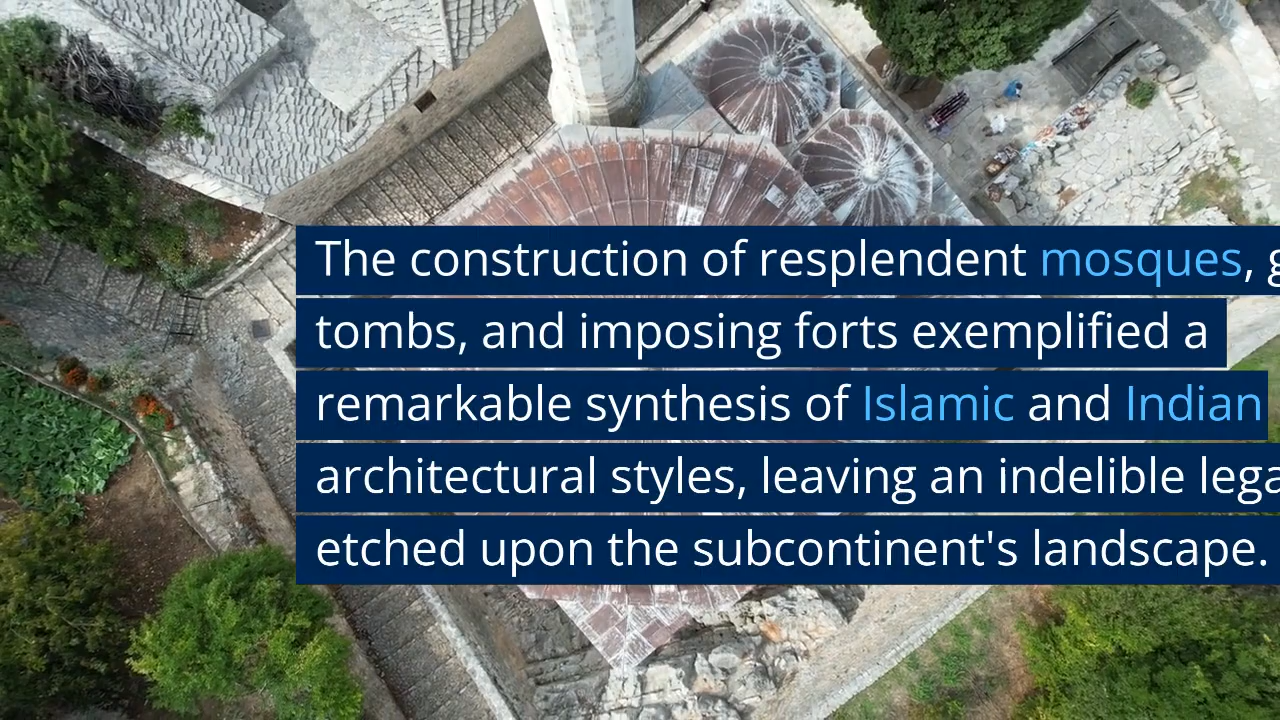 The construction of resplendent mosques,
tombs, and imposing forts exemplified a
remarkable synthesis of Islamic and Indian
architectural styles, leaving an indelible
etched upon the subcontinent's landscape.